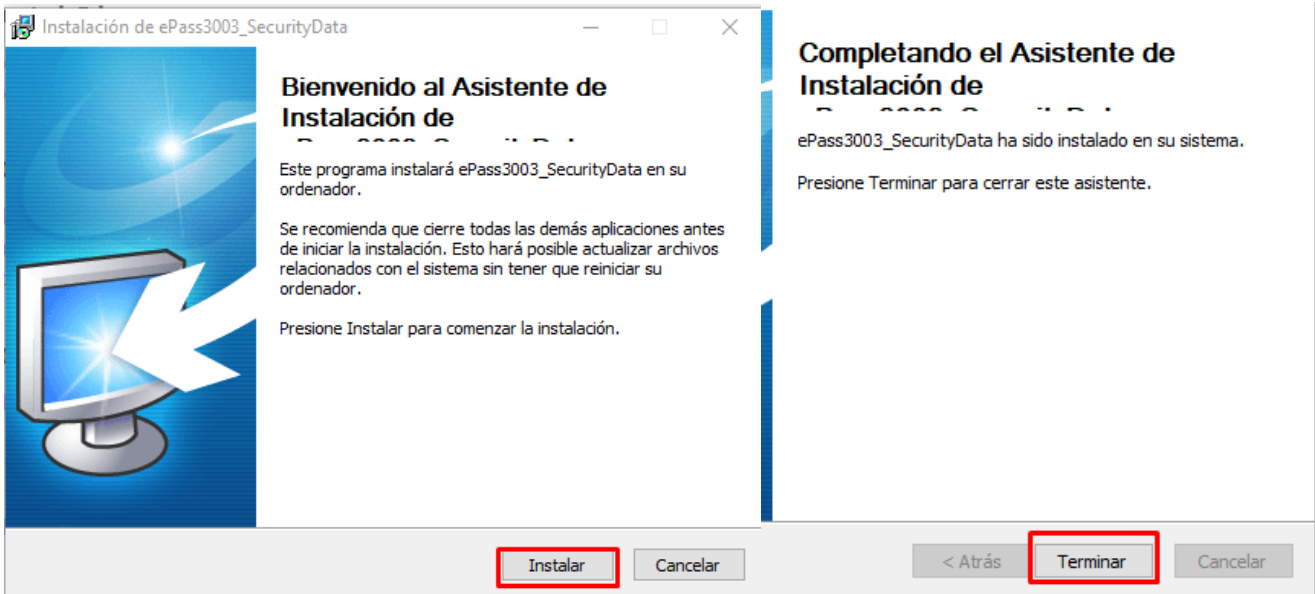 Instalación de ePass3003_SecurityData
Bienvenido al Asistente de
Instalación de
Este programa instalará ePass3003_SecurityData en su
ordenador.
Se recomienda que cierre todas las demás aplicaciones antes
de iniciar la instalación. Esto hará posible actualizar archivos
relacionados con el sistema sin tener que reiniciar su
ordenador.
Presione Instalar para comenzar la instalación.
Instalar
Cancelar
Completando el Asistente de
Instalación de
ePass3003_SecurityData ha sido instalado en su sistema.
Presione Terminar para cerrar este asistente.
< Atrás
Terminar
Cancelar